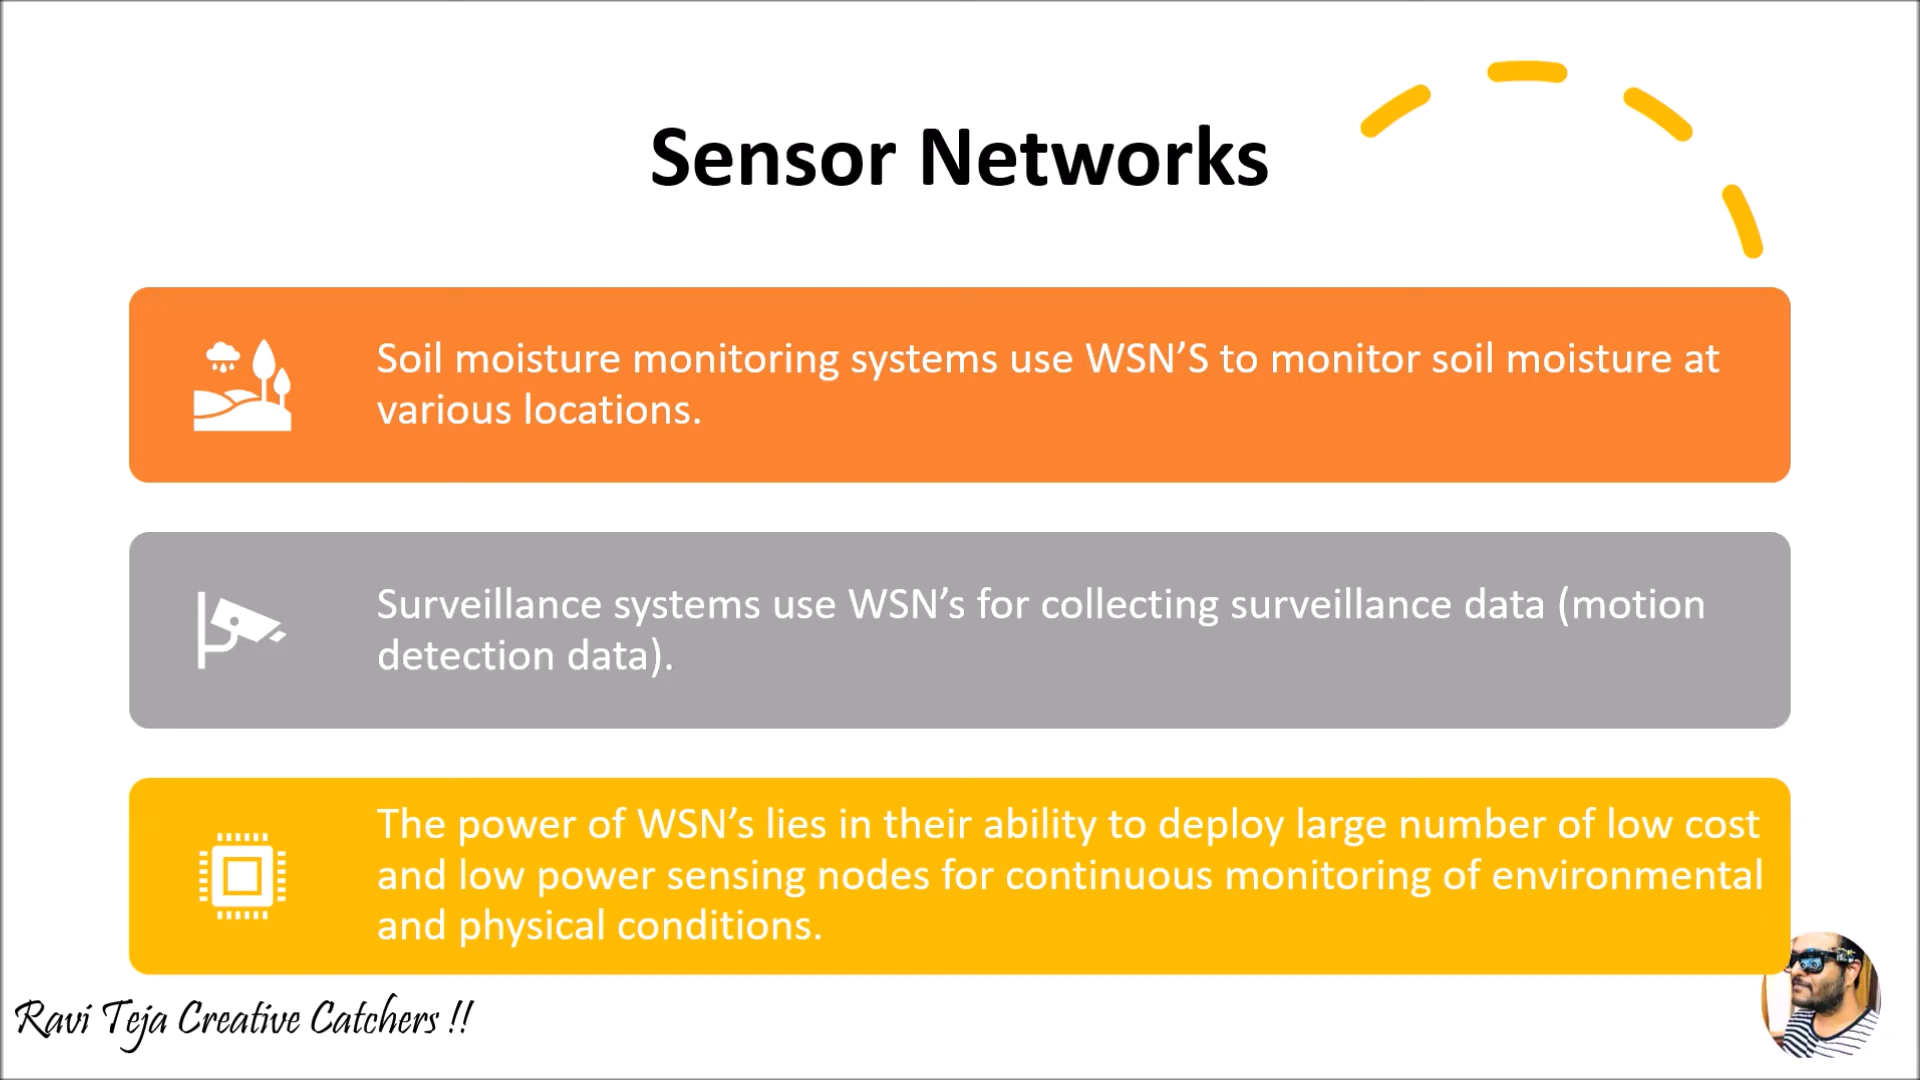 Sensor Networks
Soil moisture monitoring systems use WSN’S to monitor soil moisture at
various locations.
Surveillance systems use WSN’s for collecting surveillance data (motion
detection data).
The power of WSN’s lies in their ability to deploy large number of low cost
and low power sensing nodes for continuous monitoring of environmental
and physical conditions.
Ravi Teja Creative Catchers !!